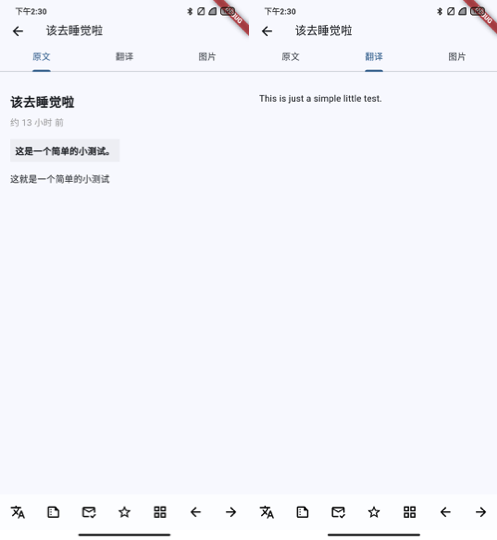 下午2:30
该去睡觉啦
原文
翻译
图片
该去睡觉啦
约 13 小时 前
这是一个简单的小测试。
这就是一个简单的小测试
下午2:30
该去睡觉啦
原文
翻译
图片
This is just a simple little test.